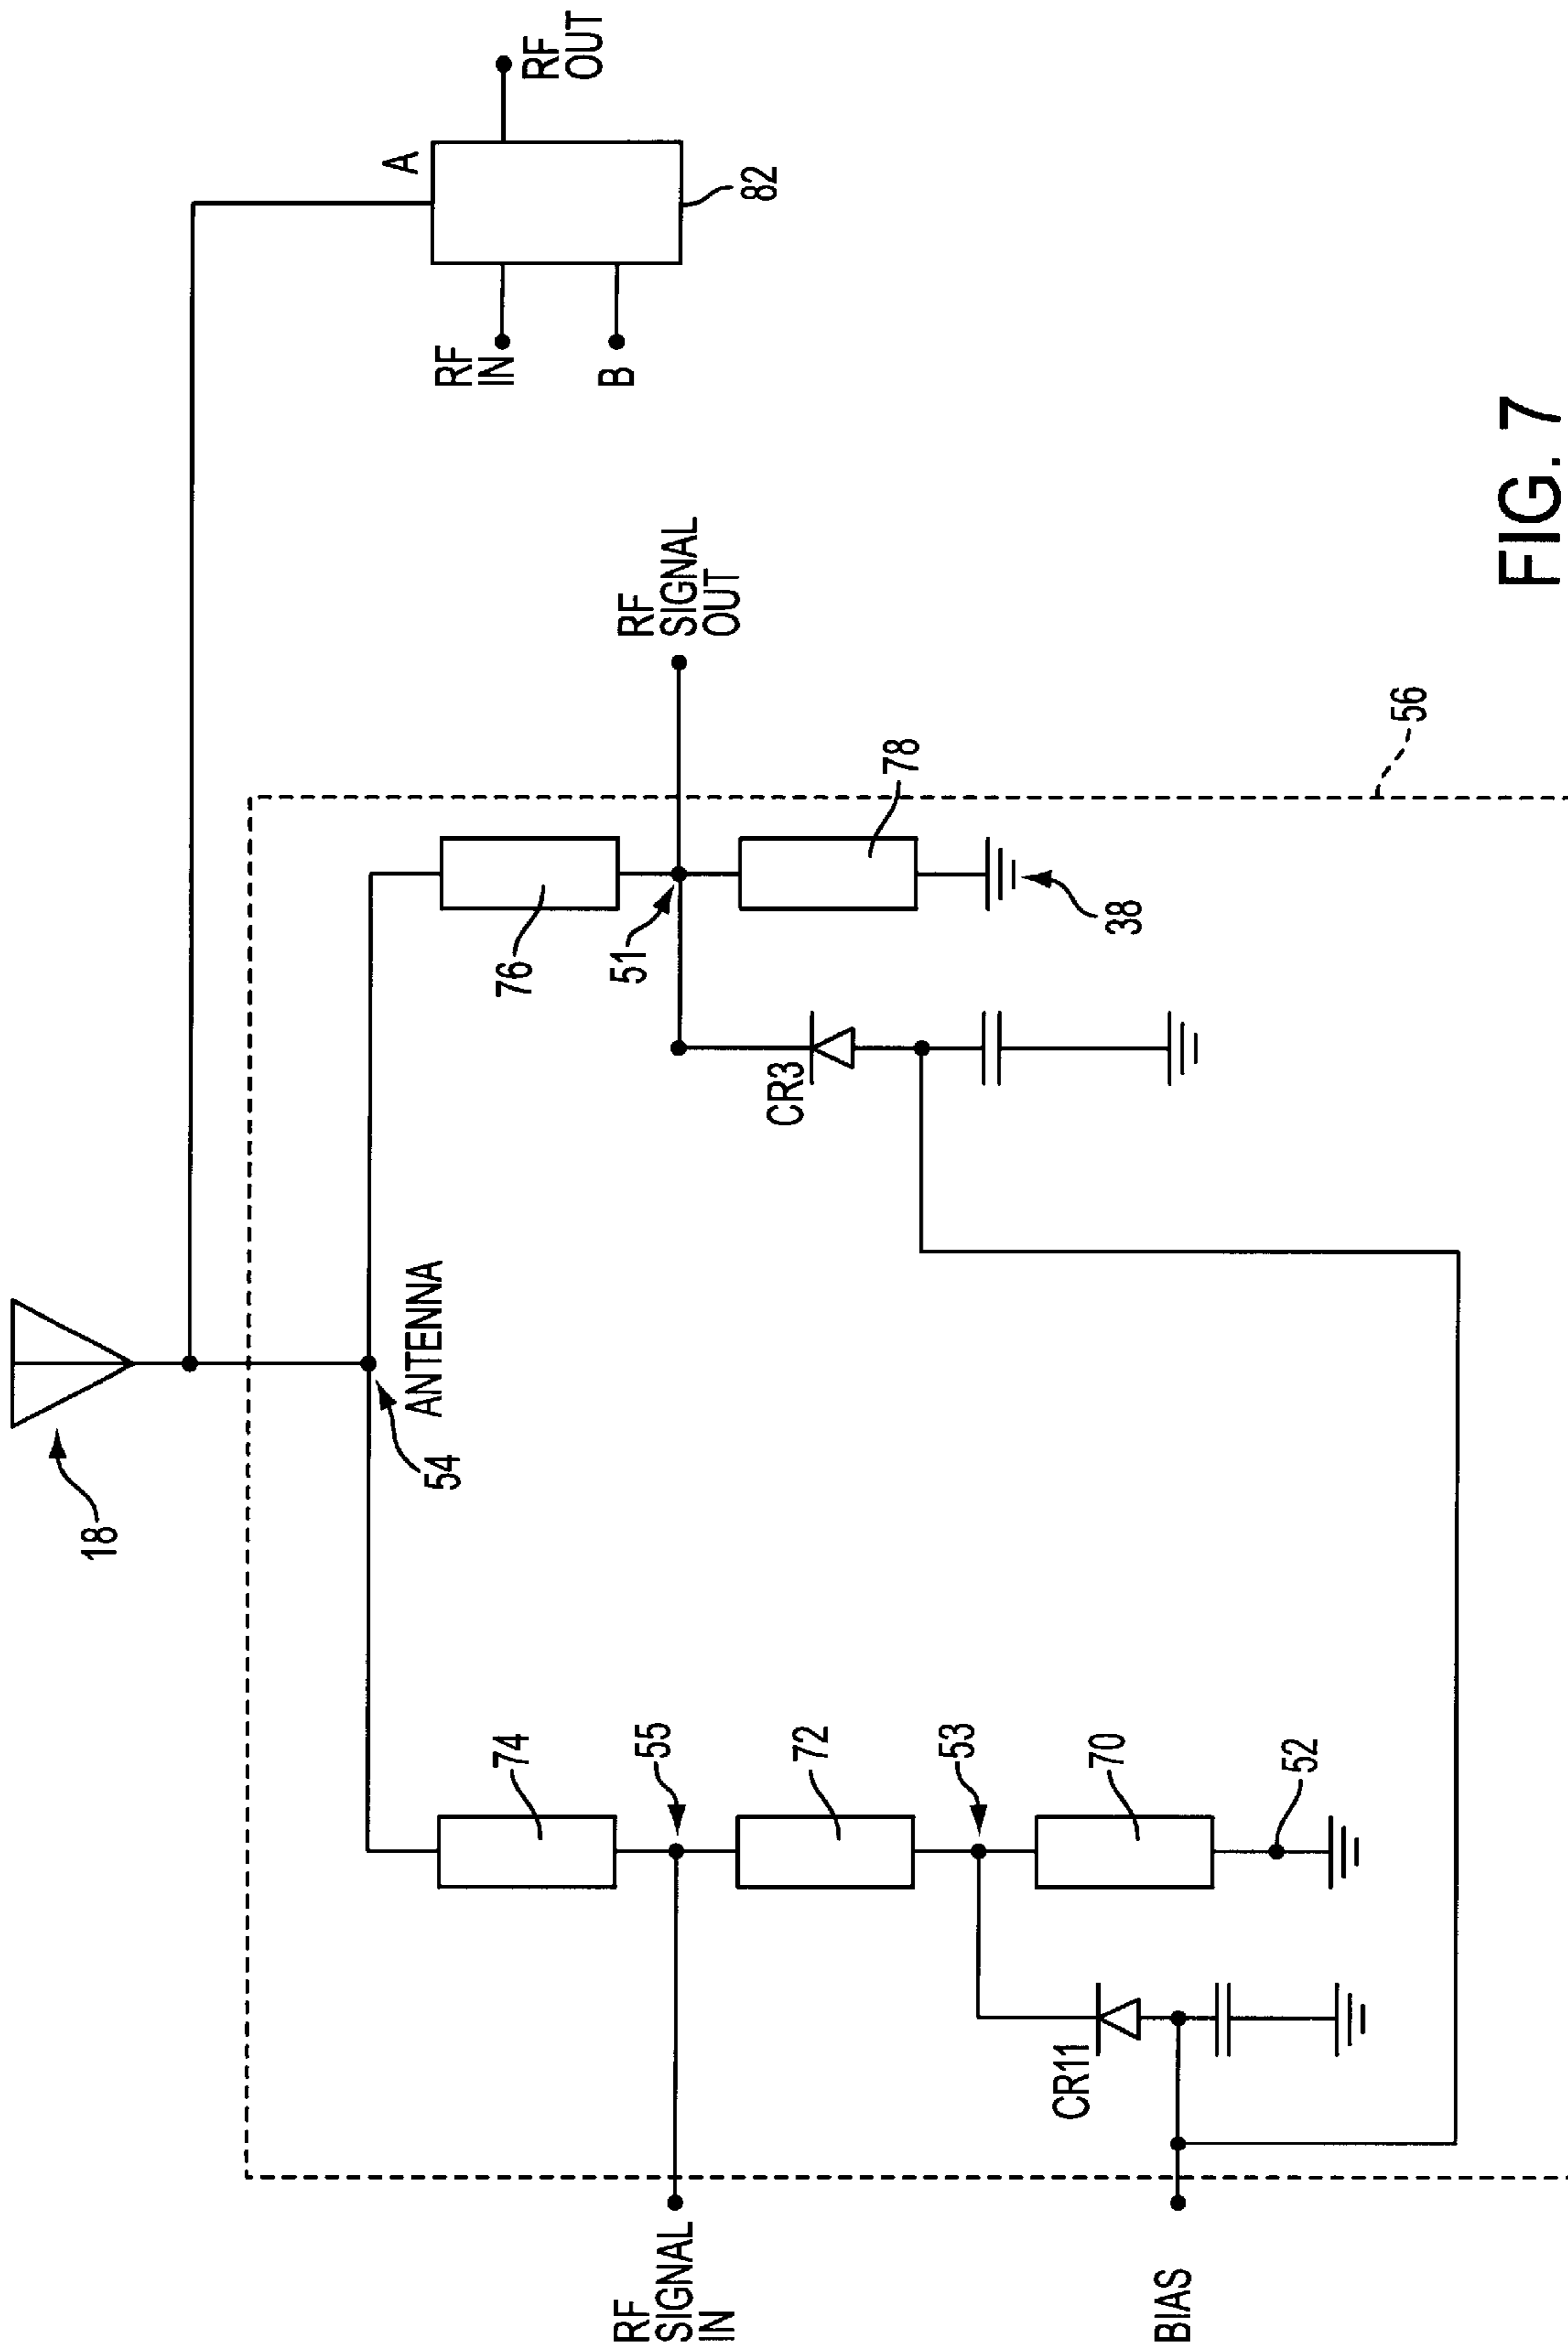 18
54
ANTENNA
A
RF
IN
RF
OUT
B
82
74
55
72
53
70
52
76
51
78
38
RF
SIGNAL
OUT
CR3
CR11
RF
SIGNAL
IN
BIAS
56
FIG. 7